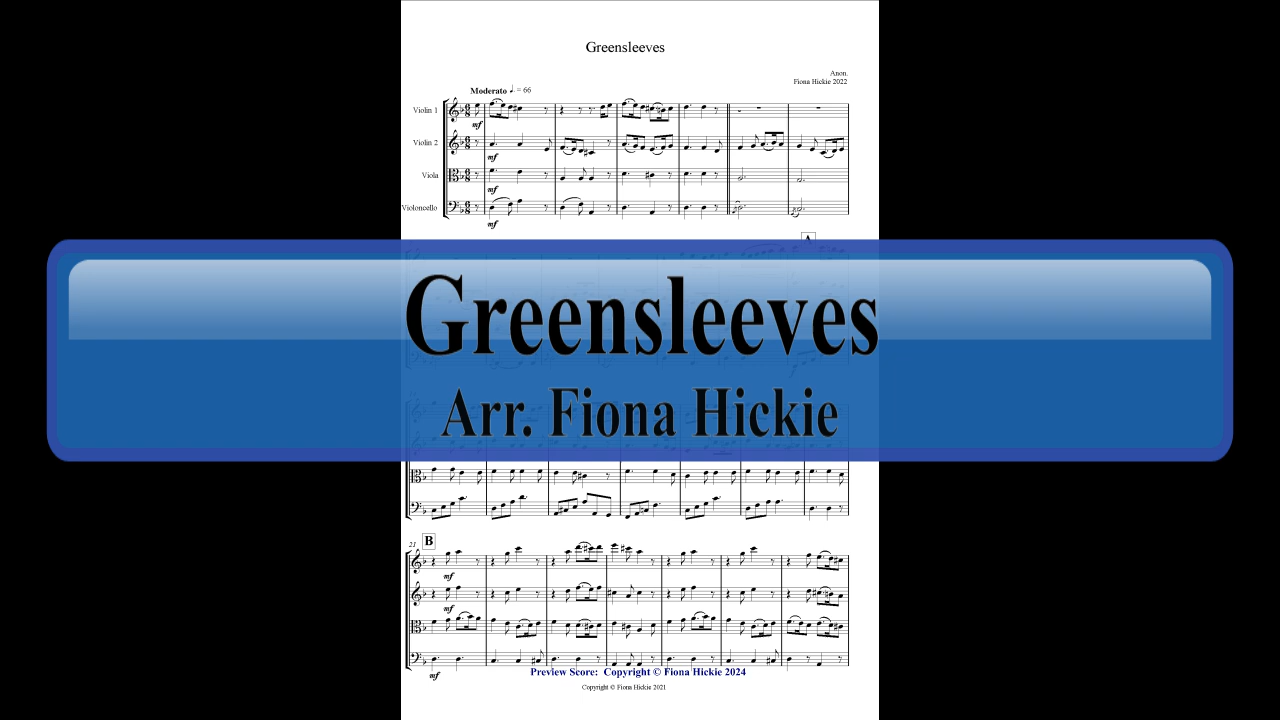 Greensleeves
Anon.
Fiona Hickie 2022
Moderato ♩. = 66
Violin 1
mf
Violin 2
mf
Viola
mf
Violoncello
mf
A
Greensleeves
Arr. Fiona Hickie
21
B
mf
mf
mf
Preview Score: Copyright © Fiona Hickie 2024
Copyright © Fiona Hickie 2021